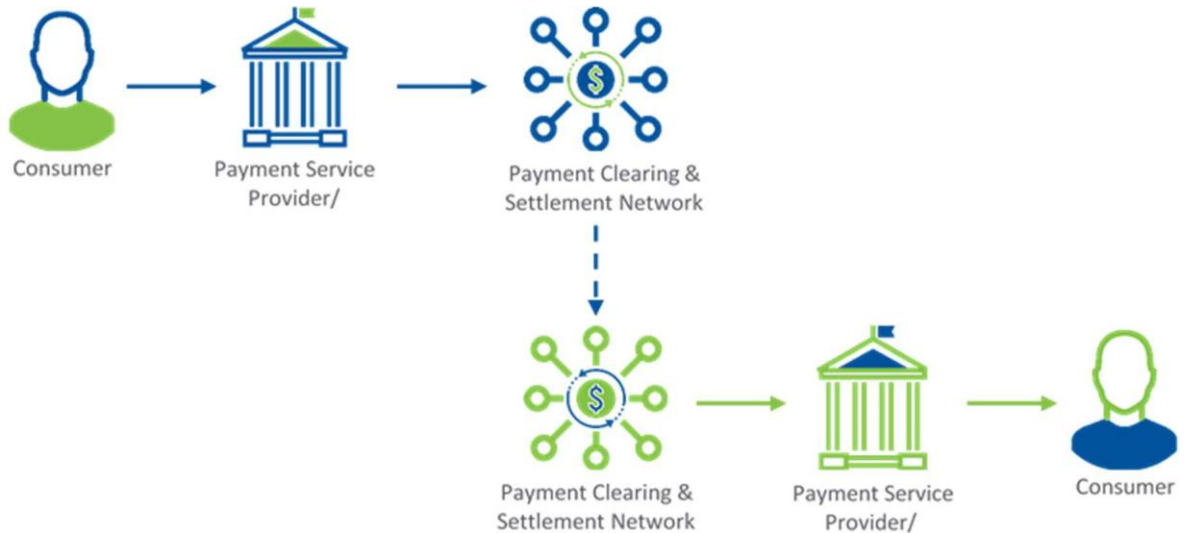 Consumer
Payment Service
Provider/
Payment Clearing &
Settlement Network
$
$
Payment Clearing &
Settlement Network
Payment Service
Provider/
Consumer